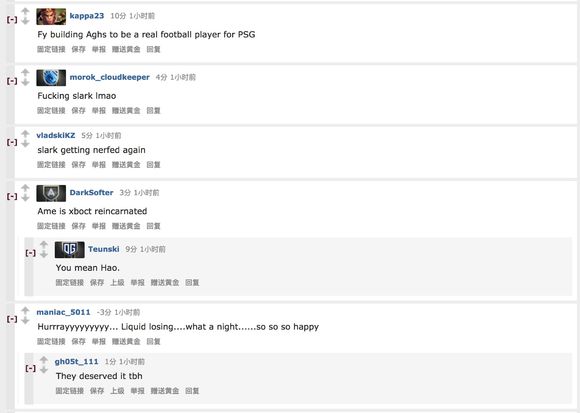 [-] kappa23 10分 1小时前
Fy building Aghs to be a real football player for PSG
固定链接 保存 举报 赠送黄金 回复
[-] morok_cloudkeeper 4分 1小时前
Fucking slark lmao
固定链接 保存 举报 赠送黄金 回复
[-] vladskiKZ 5分 1小时前
slark getting nerfed again
固定链接 保存 举报 赠送黄金 回复
[-] DarkSofter 3分 1小时前
Ame is xboct reincarnated
固定链接 保存 举报 赠送黄金 回复
[-] OG Teunski 9分 1小时前
You mean Hao.
固定链接 保存 上级 举报 赠送黄金 回复
[-] maniac_5011 -3分 1小时前
Hurrrayyyyyyyyy... Liquid losing....what a night......so so so happy
固定链接 保存 举报 赠送黄金 回复
[-] gh05t_111 1分 1小时前
They deserved it tbh
固定链接 保存 上级 举报 赠送黄金 回复